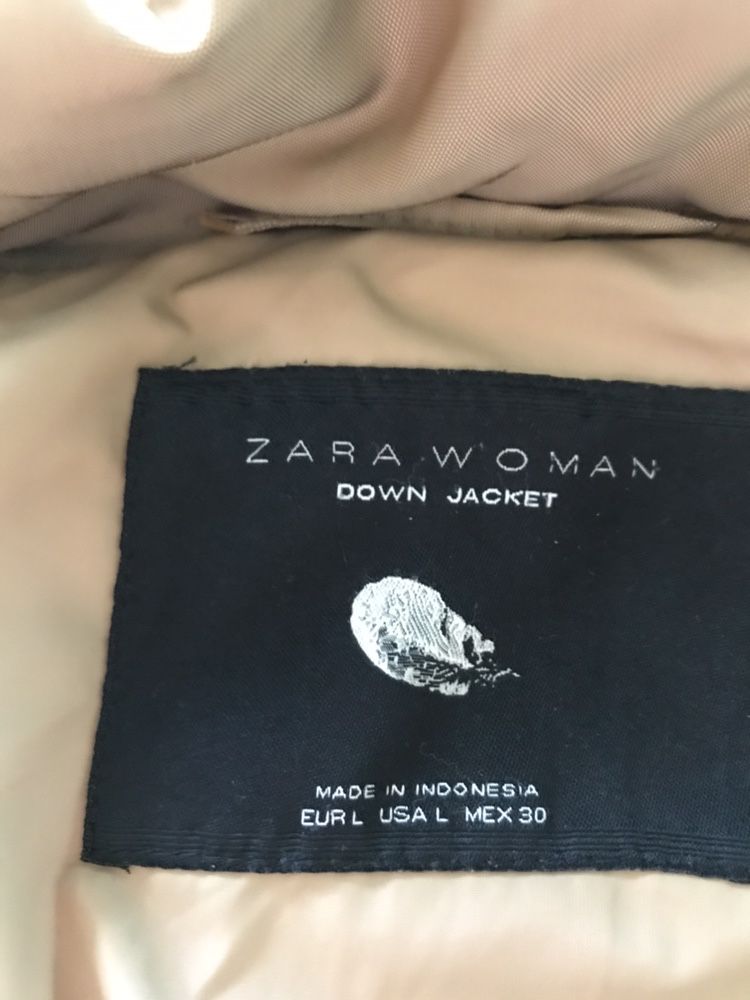 ZARA WOMAN
DOWN JACKET
MADE IN INDONESIA
EUR L USA L MEX 30